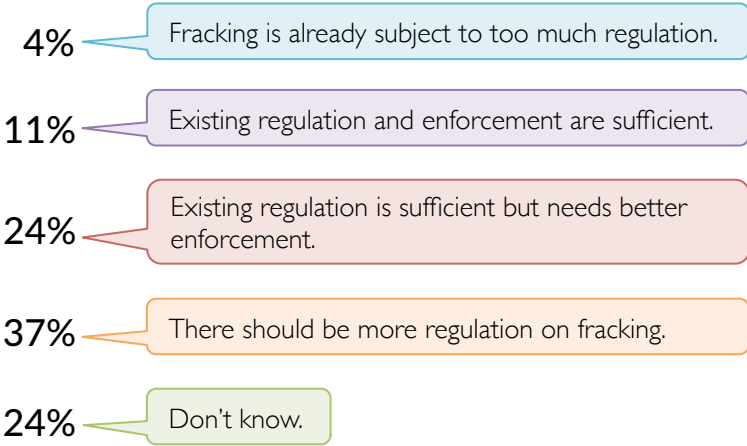 4%
Fracking is already subject to too much regulation.
11%
Existing regulation and enforcement are sufficient.
24%
Existing regulation is sufficient but needs better
enforcement.
37%
There should be more regulation on fracking.
24%
Don’t know.